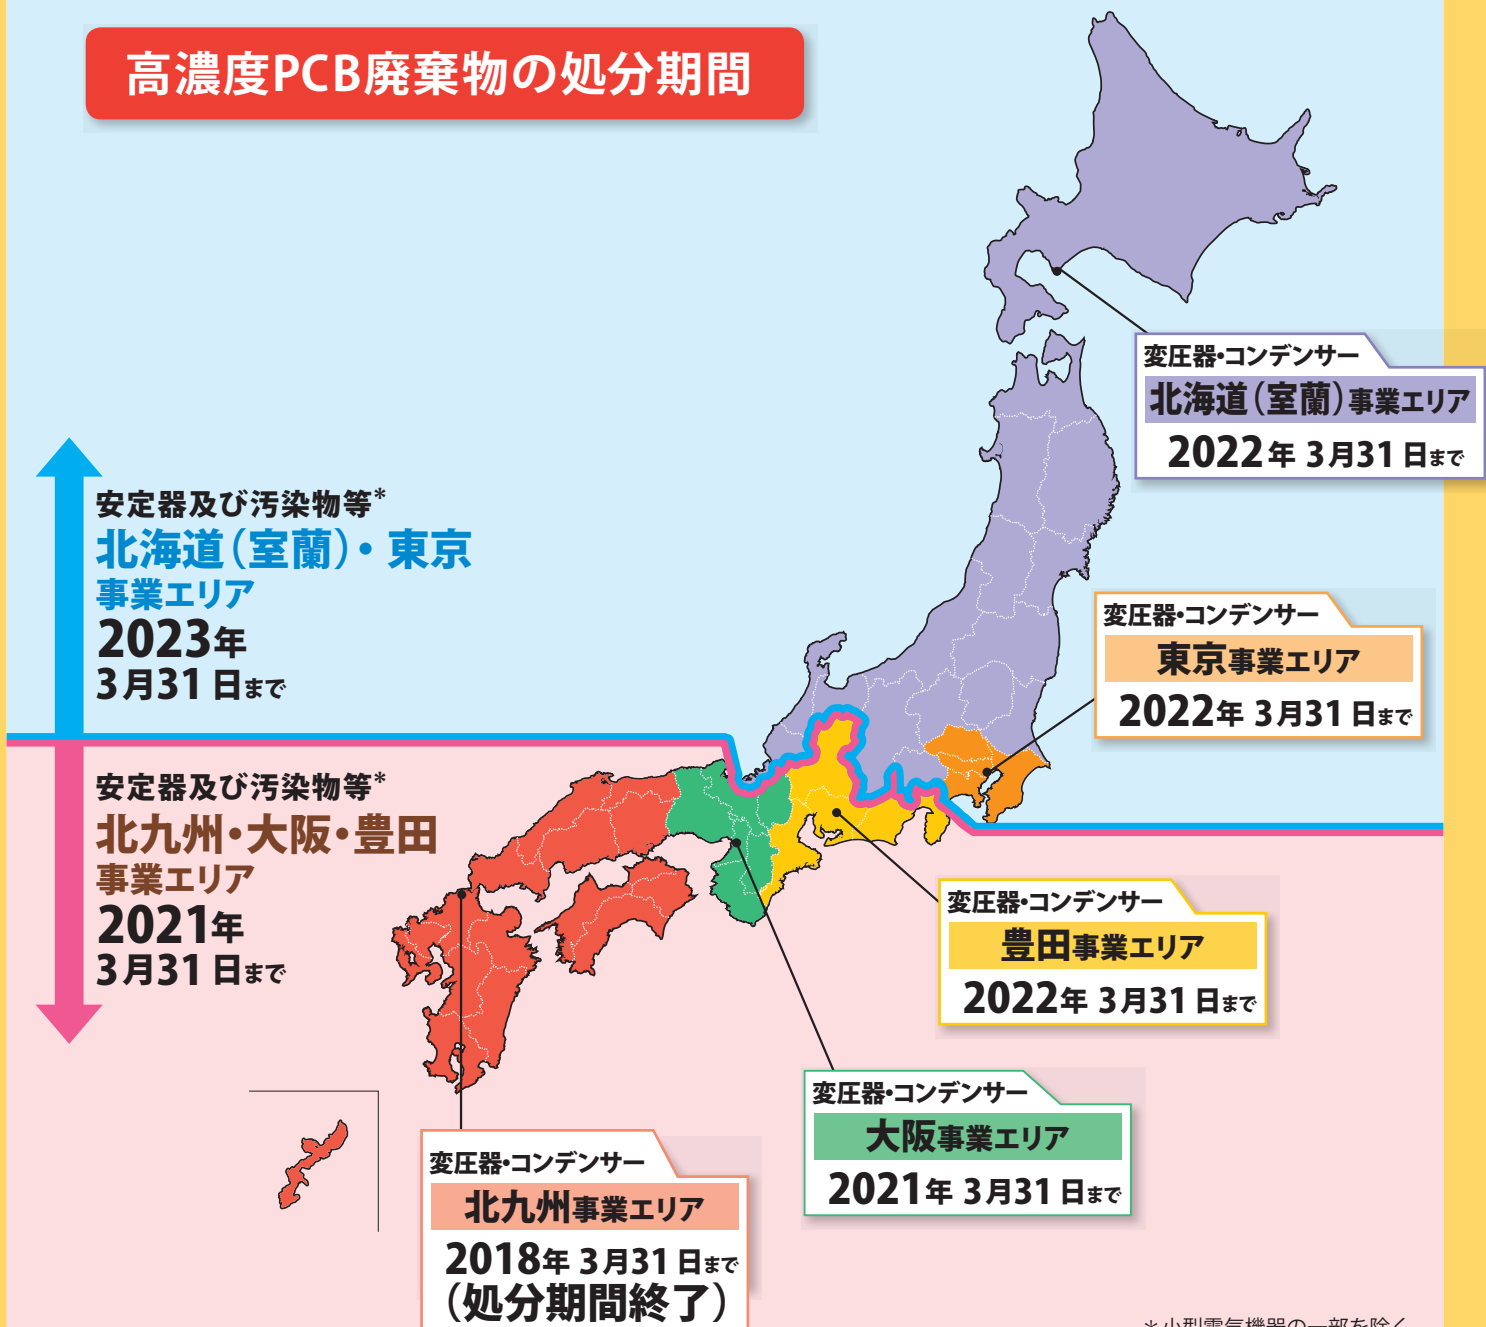 高濃度PCB廃棄物の処分期間
変圧器・コンデンサー
北海道（室蘭）事業エリア
2022年 3月31日まで
安定器及び汚染物等＊
北海道（室蘭）・東京
事業エリア
2023年
3月31日まで
変圧器・コンデンサー
東京事業エリア
2022年 3月31日まで
安定器及び汚染物等＊
北九州・大阪・豊田
事業エリア
2021年
3月31日まで
変圧器・コンデンサー
豊田事業エリア
2022年 3月31日まで
変圧器・コンデンサー
大阪事業エリア
2021年 3月31日まで
変圧器・コンデンサー
北九州事業エリア
2018年 3月31日まで
（処分期間終了）
＊小型電気機器の一部を除く